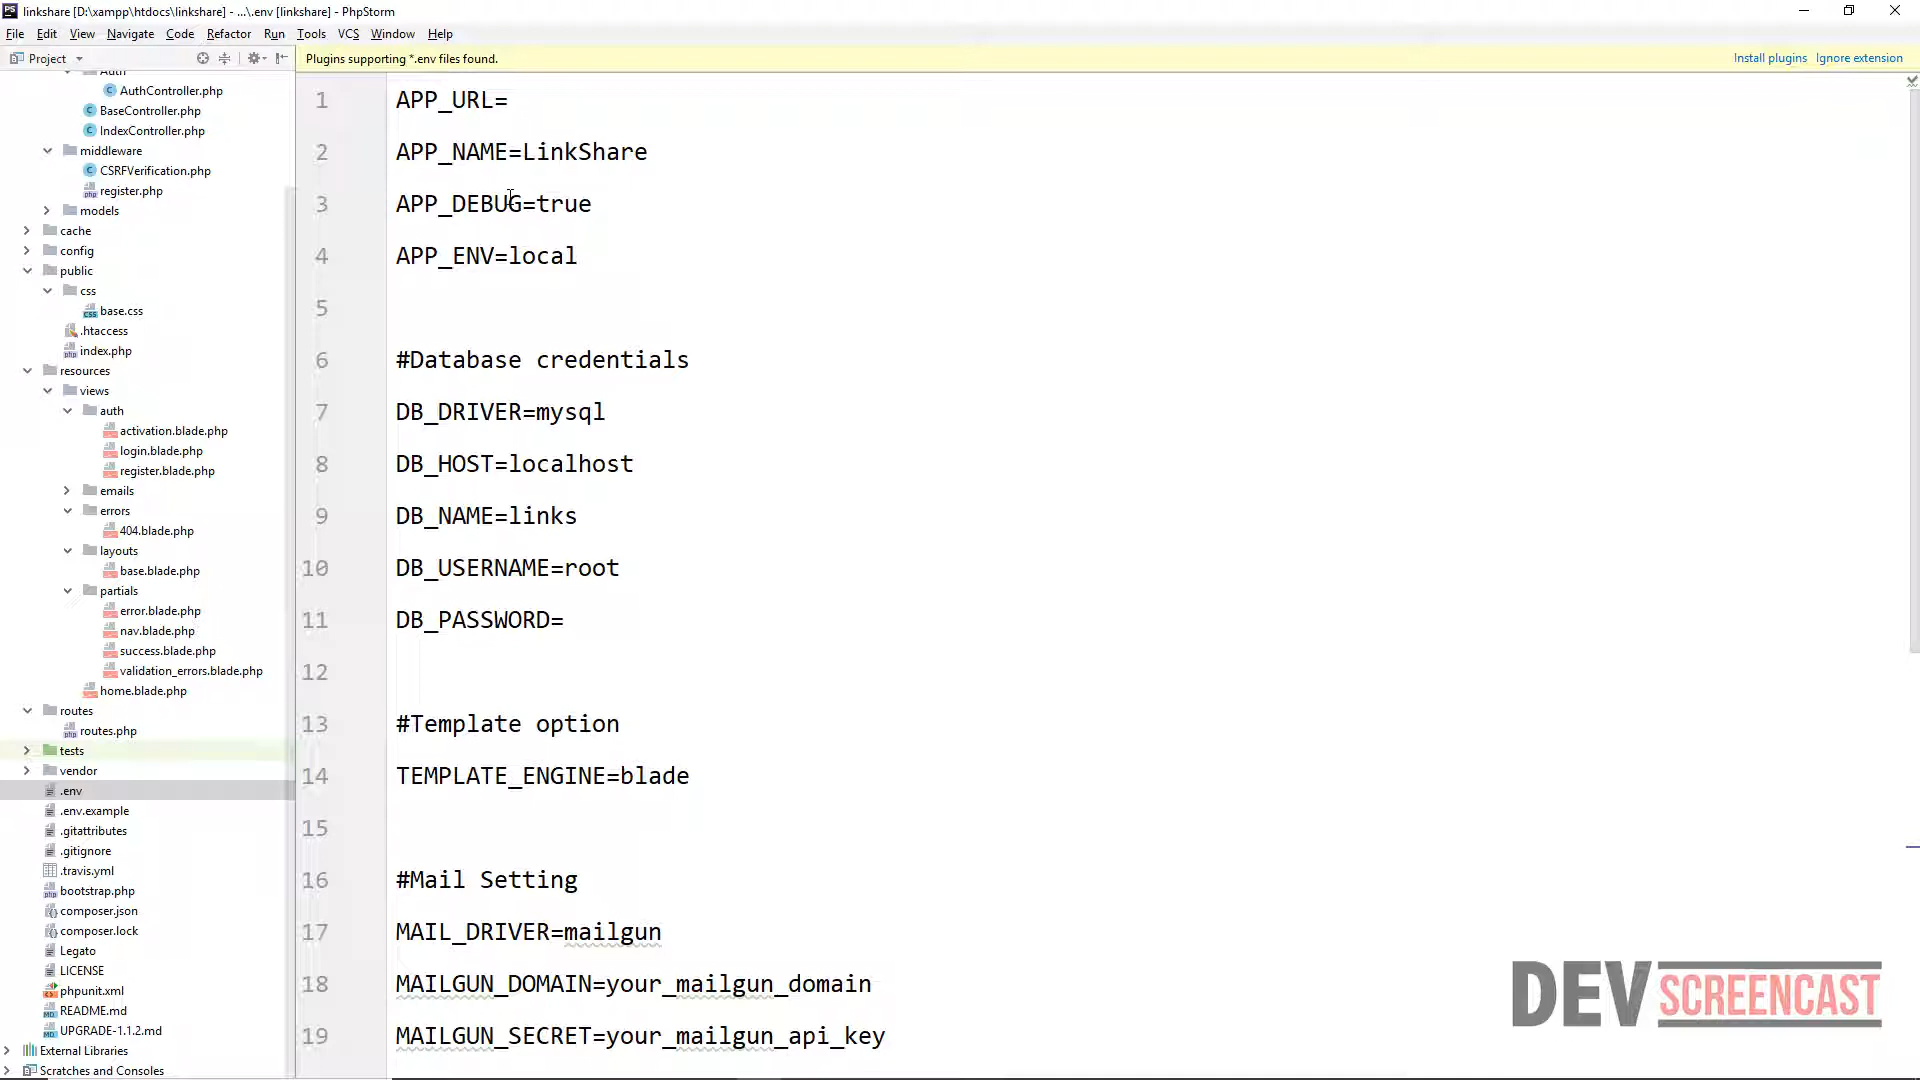 linkshare [D:\xampp\htdocs\linkshare] - ...\.env [linkshare] - PhpStorm
File Edit View Navigate Code Refactor Run Tools VCS Window Help
Project
Plugins supporting *.env files found.
Install plugins Ignore extension
Auth
AuthController.php
BaseController.php
IndexController.php
middleware
CSRFVerification.php
register.php
models
cache
config
public
css
base.css
.htaccess
index.php
resources
views
auth
activation.blade.php
login.blade.php
register.blade.php
emails
errors
404.blade.php
layouts
base.blade.php
partials
error.blade.php
nav.blade.php
success.blade.php
validation_errors.blade.php
home.blade.php
routes
routes.php
tests
vendor
.env
.env.example
.gitattributes
.gitignore
.travis.yml
bootstrap.php
composer.json
composer.lock
Legato
LICENSE
phpunit.xml
README.md
UPGRADE-1.1.2.md
External Libraries
Scratches and Consoles
1 APP_URL=
2 APP_NAME=LinkShare
3 APP_DEBUG=true
4 APP_ENV=local
5
6 #Database credentials
7 DB_DRIVER=mysql
8 DB_HOST=localhost
9 DB_NAME=links
10 DB_USERNAME=root
11 DB_PASSWORD=
12
13 #Template option
14 TEMPLATE_ENGINE=blade
15
16 #Mail Setting
17 MAIL_DRIVER=mailgun
18 MAILGUN_DOMAIN=your_mailgun_domain
19 MAILGUN_SECRET=your_mailgun_api_key
DEV SCREENCAST